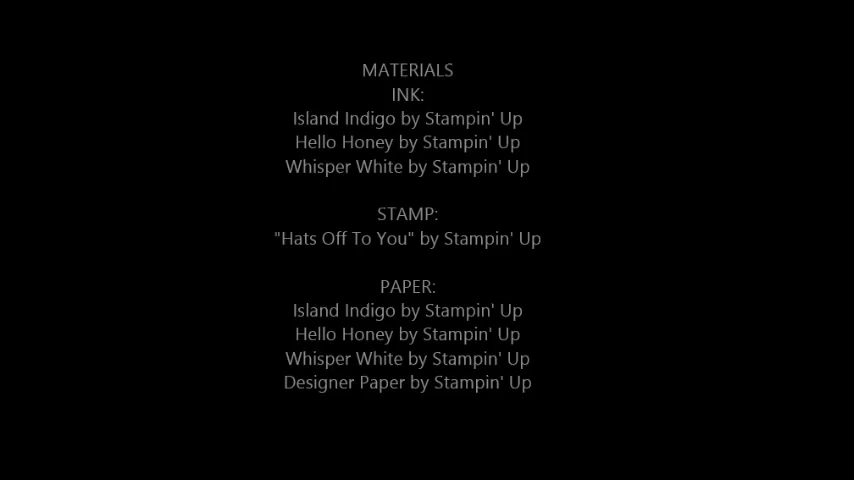 MATERIALS
INK:
Island Indigo by Stampin' Up
Hello Honey by Stampin' Up
Whisper White by Stampin' Up
STAMP:
"Hats Off To You" by Stampin' Up
PAPER:
Island Indigo by Stampin' Up
Hello Honey by Stampin' Up
Whisper White by Stampin' Up
Designer Paper by Stampin' Up